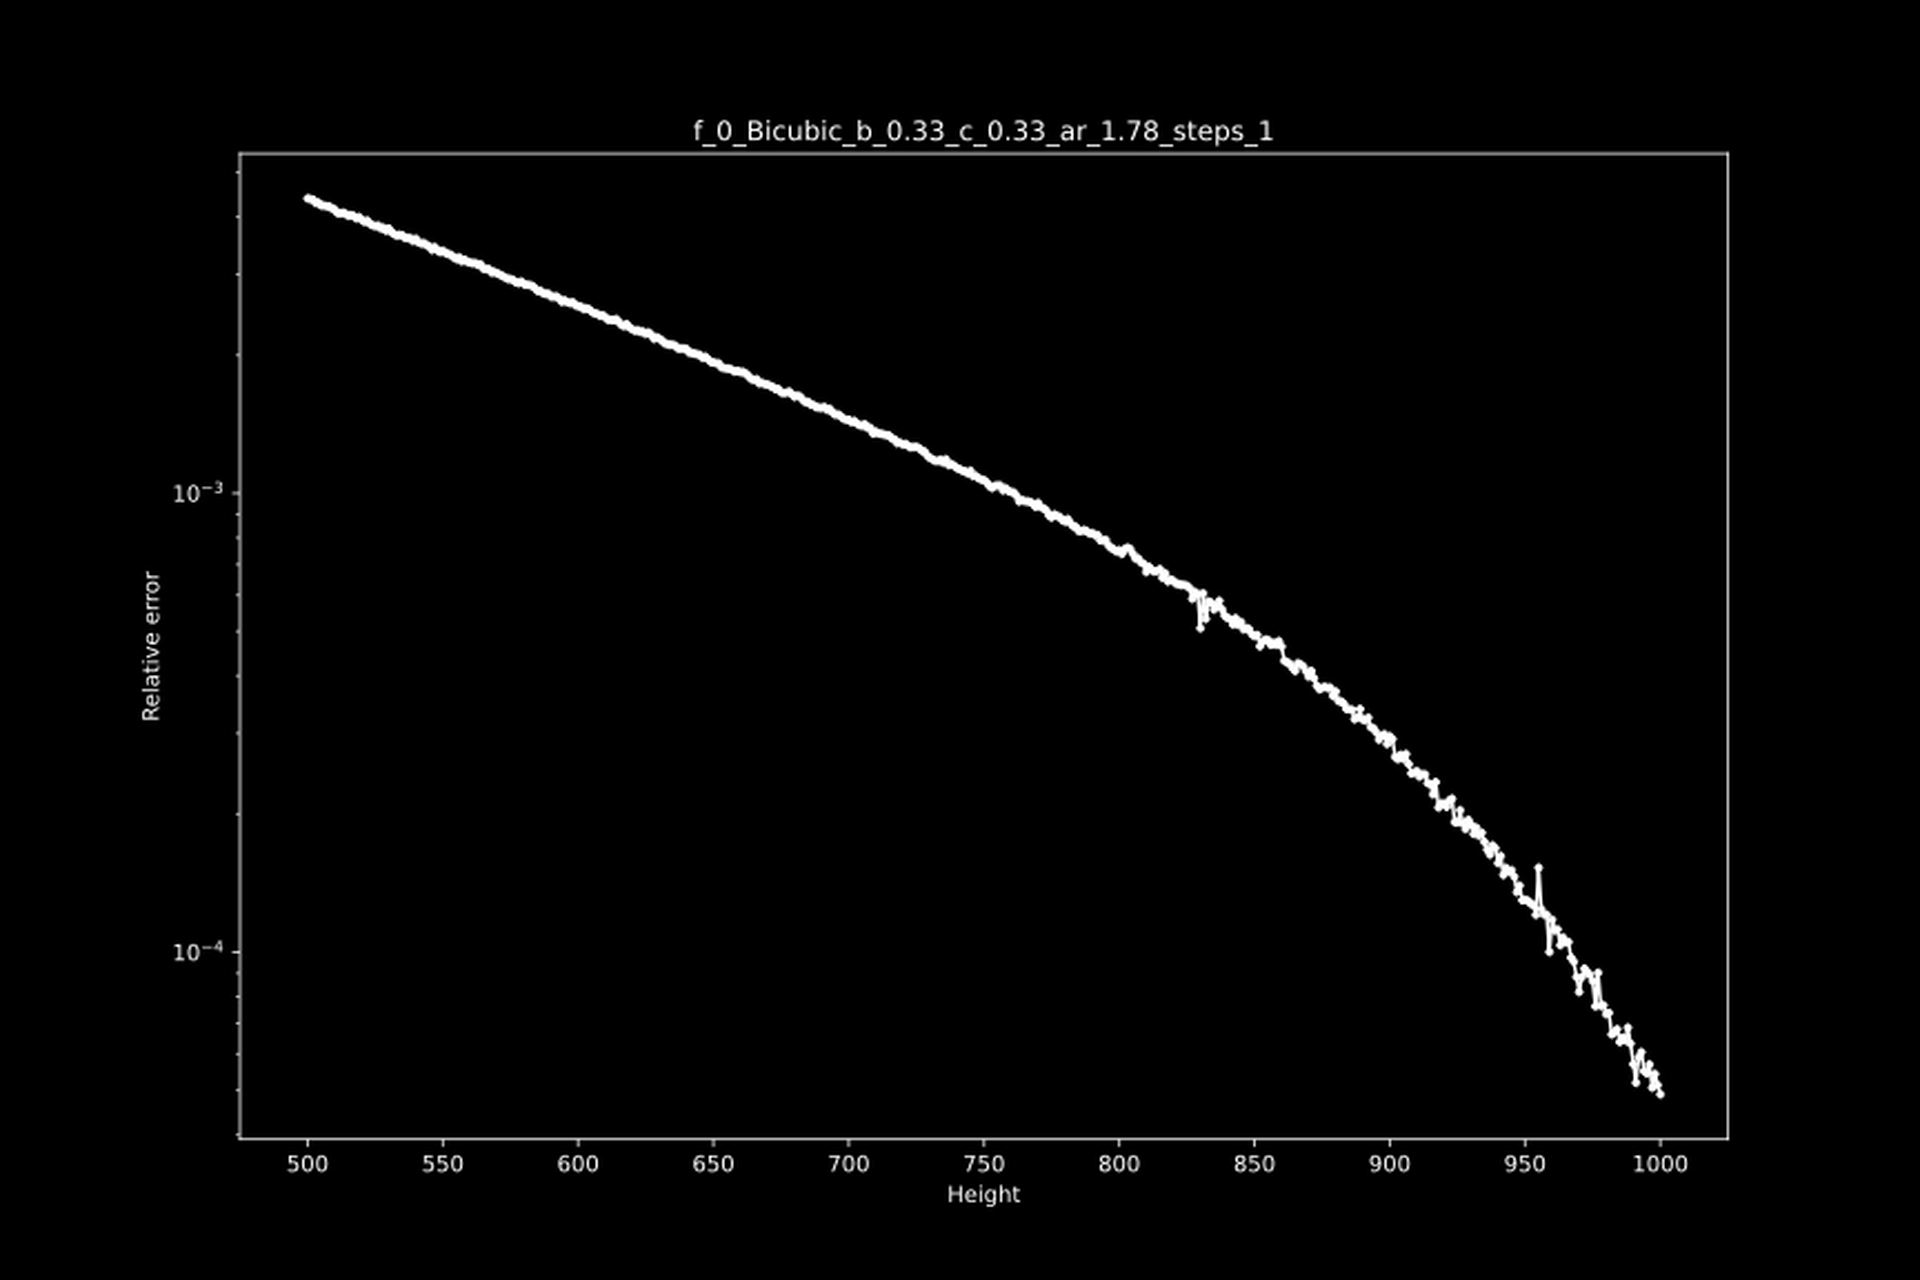 f_0_Bicubic_b_0.33_c_0.33_ar_1.78_steps_1
10⁻³
10⁻⁴
Relative error
500 550 600 650 700 750 800 850 900 950 1000
Height